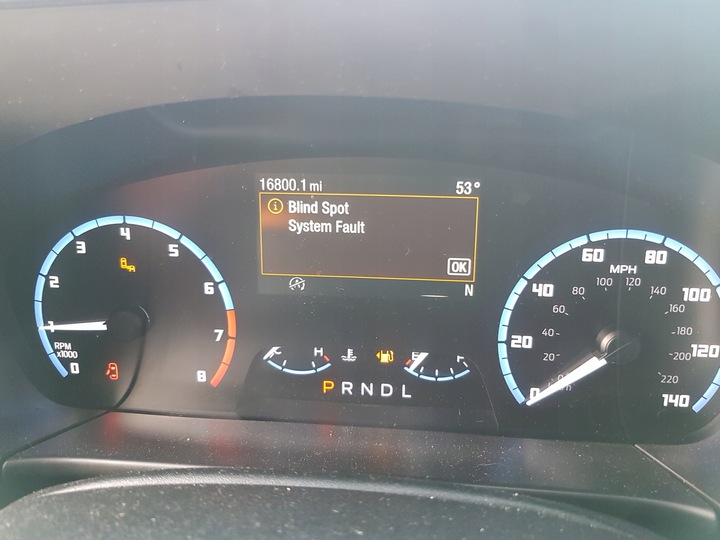 16800.1 mi 53°
Blind Spot
System Fault
OK
N
0 1 2 3 4 5 6 7 8
RPM
x1000
A
C H
E F
P R N D L
0 20 40 60 80 100 120 140
MPH
20 40 60 80 100 120 140 160 180 200 220